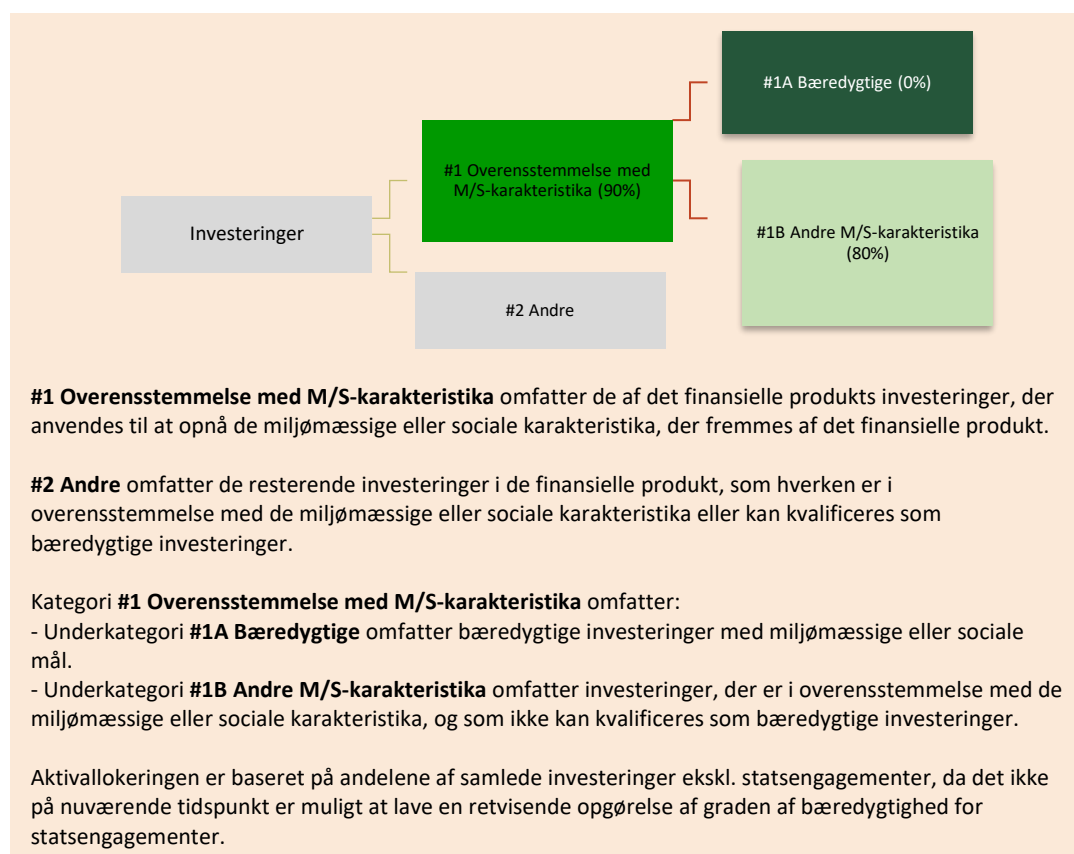 #1A Bæredygtige (0%)
#1 Overensstemmelse med
M/S-karakteristika (90%)
Investeringer
#1B Andre M/S-karakteristika
(80%)
#2 Andre
#1 Overensstemmelse med M/S-karakteristika omfatter de af det finansielle produkts investeringer, der
anvendes til at opnå de miljømæssige eller sociale karakteristika, der fremmes af det finansielle produkt.
#2 Andre omfatter de resterende investeringer i de finansielle produkt, som hverken er i
overensstemmelse med de miljømæssige eller sociale karakteristika eller kan kvalificeres som
bæredygtige investeringer.
Kategori #1 Overensstemmelse med M/S-karakteristika omfatter:
- Underkategori #1A Bæredygtige omfatter bæredygtige investeringer med miljømæssige eller sociale
mål.
- Underkategori #1B Andre M/S-karakteristika omfatter investeringer, der er i overensstemmelse med de
miljømæssige eller sociale karakteristika, og som ikke kan kvalificeres som bæredygtige investeringer.
Aktivallokeringen er baseret på andelene af samlede investeringer ekskl. statsengagementer, da det ikke
på nuværende tidspunkt er muligt at lave en retvisende opgørelse af graden af bæredygtighed for
statsengagementer.